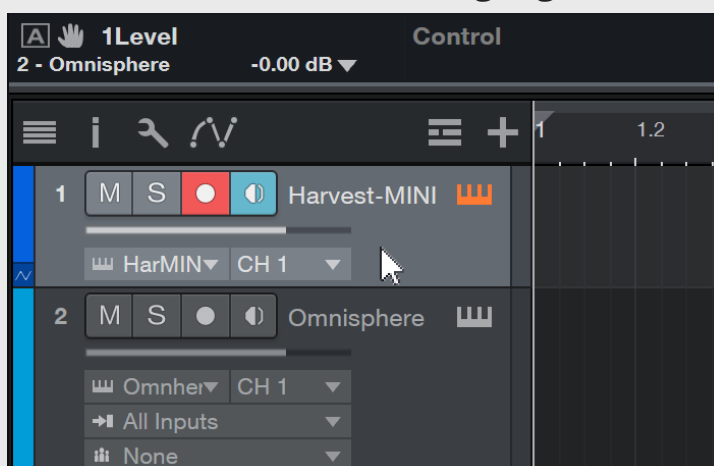 A 1Level Control
2 - Omnisphere -0.00 dB
i 1 1.2
1 M S Harvest-MINI
HarMIN CH 1
2 M S Omnisphere
Omnher CH 1
All Inputs
None